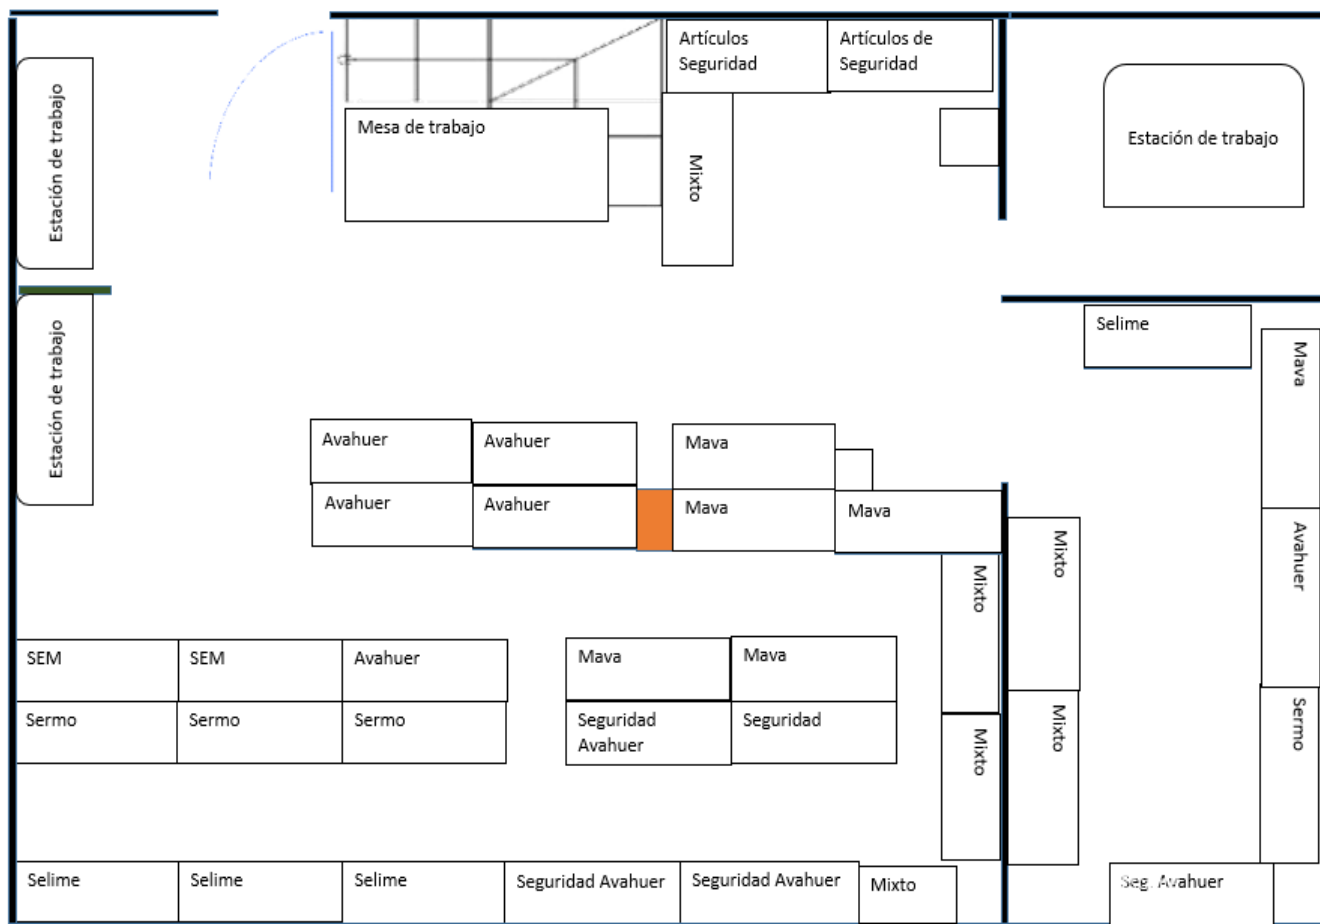 Artículos
Seguridad
Artículos de
Seguridad
Estación de trabajo
Mesa de trabajo
Mixto
Estación de trabajo
Estación de trabajo
Selime
Mava
Avahuer
Avahuer
Mava
Avahuer
Avahuer
Mava
Mava
Avahuer
Mixto
Mixto
SEM
SEM
Avahuer
Mava
Mava
Sermo
Sermo
Sermo
Seguridad
Avahuer
Seguridad
Mixto
Mixto
Sermo
Selime
Selime
Selime
Seguridad Avahuer
Seguridad Avahuer
Mixto
Seg. Avahuer